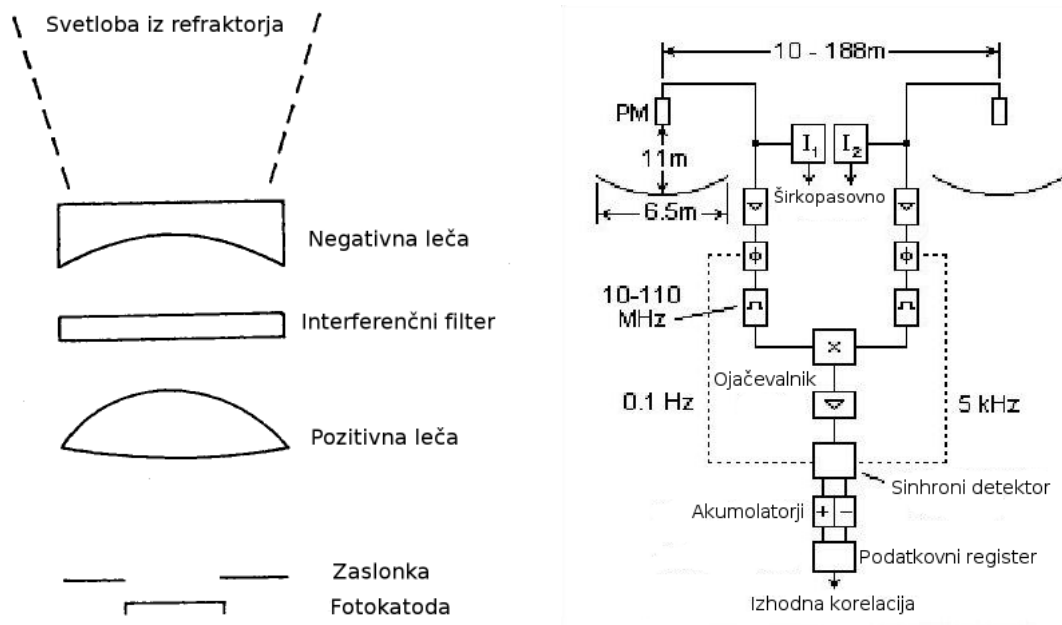 Svetloba iz refraktorja
Negativna leča
Interferenčni filter
Pozitivna leča
Zaslonka
Fotokatoda
10 - 188m
PM
I1
I2
11m
Širkopasovno
6.5m
Φ
Φ
10-110
MHz
×
Ojačevalnik
0.1 Hz
5 kHz
Sinhroni detektor
Akumolatorji
+ −
Podatkovni register
Izhodna korelacija